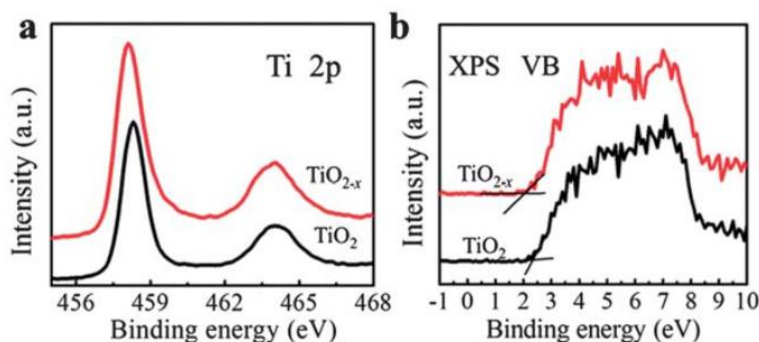 a
Ti 2p
TiO2-x
TiO2
Intensity (a.u.)
456 459 462 465 468
Binding energy (eV)
b
XPS VB
TiO2-x
TiO2
Intensity (a.u.)
-1 0 1 2 3 4 5 6 7 8 9 10
Binding energy (eV)